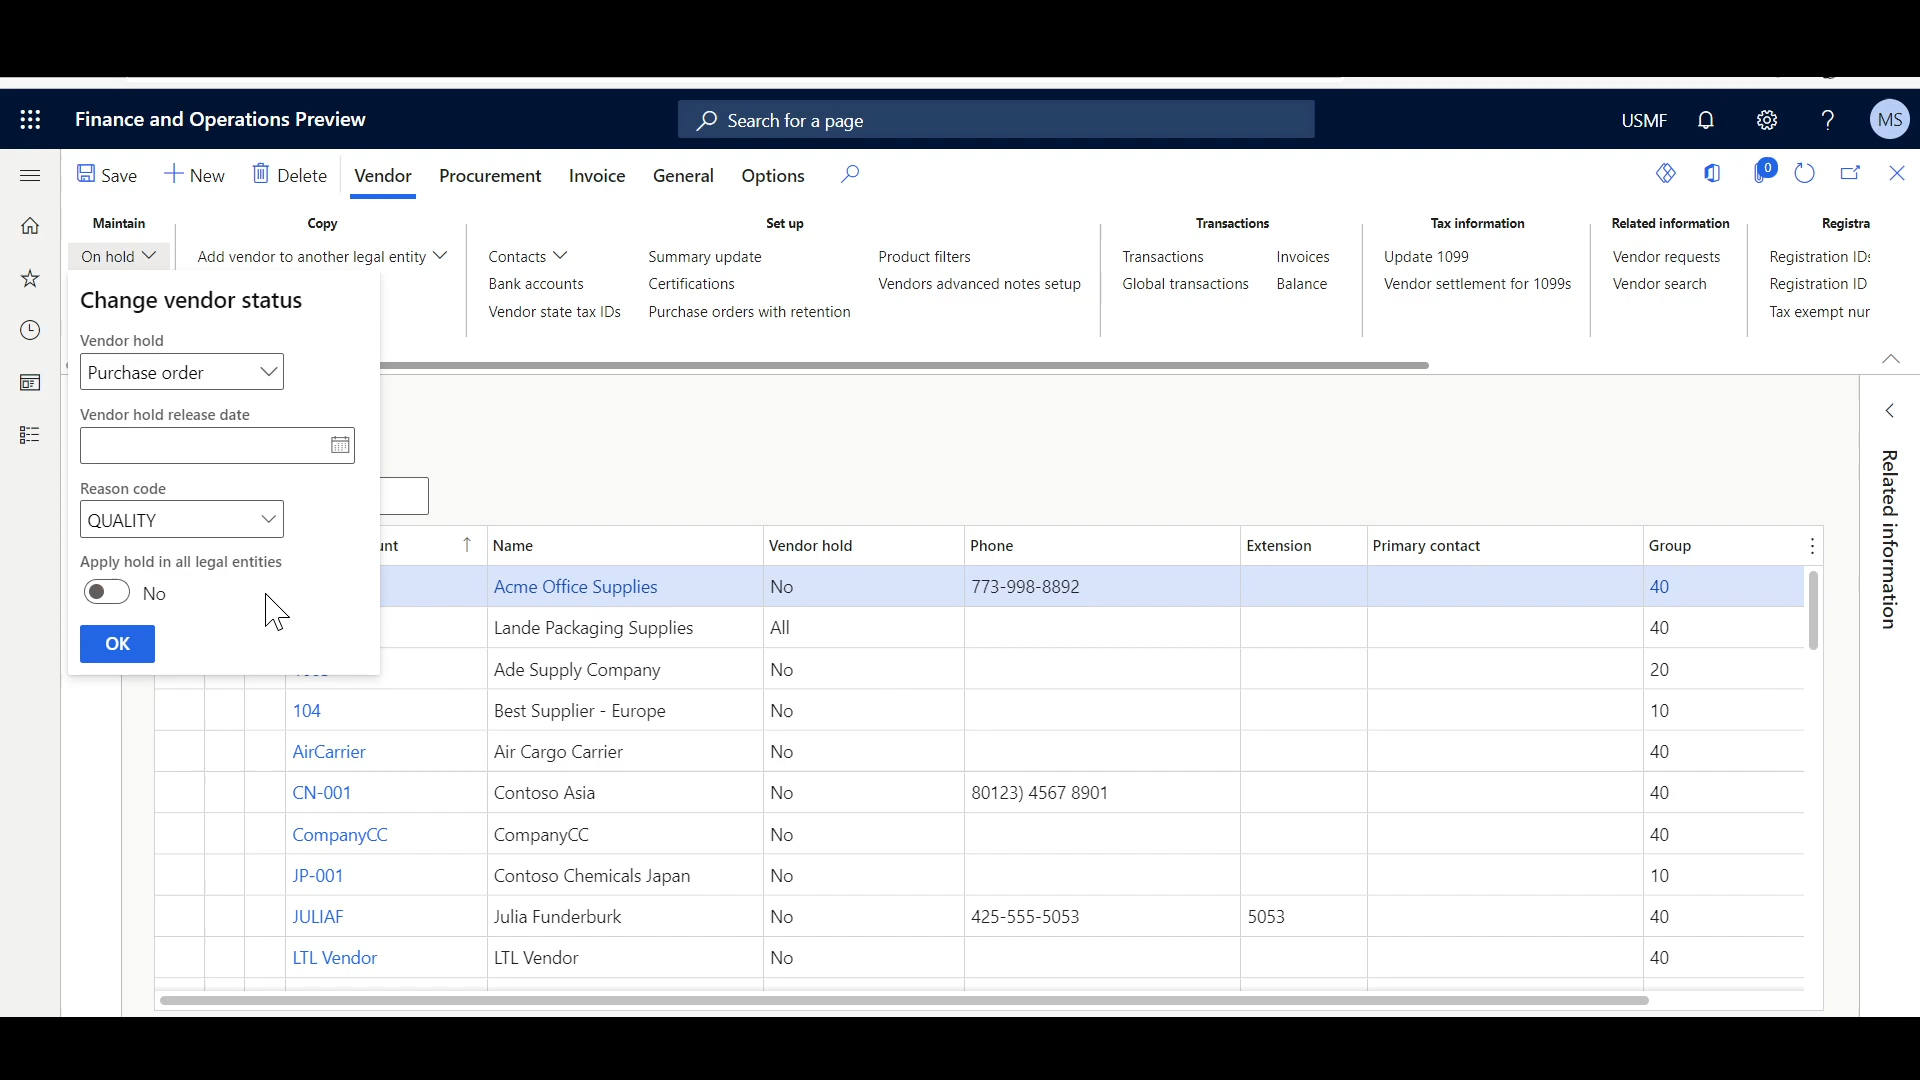 Finance and Operations Preview
Search for a page
USMF
MS
Save
New
Delete
Vendor
Procurement
Invoice
General
Options
0
Maintain
On hold
Copy
Add vendor to another legal entity
Set up
Contacts
Bank accounts
Vendor state tax IDs
Summary update
Certifications
Purchase orders with retention
Product filters
Vendors advanced notes setup
Transactions
Transactions
Global transactions
Invoices
Balance
Tax information
Update 1099
Vendor settlement for 1099s
Related information
Vendor requests
Vendor search
Registra
Registration IDs
Registration ID
Tax exempt nur
Change vendor status
Vendor hold
Purchase order
Vendor hold release date
Reason code
QUALITY
Apply hold in all legal entities
No
OK
Related information
unt Name Vendor hold Phone Extension Primary contact Group
Acme Office Supplies No 773-998-8892 40
Lande Packaging Supplies All 40
Ade Supply Company No 20
104 Best Supplier - Europe No 10
AirCarrier Air Cargo Carrier No 40
CN-001 Contoso Asia No 80123) 4567 8901 40
CompanyCC CompanyCC No 40
JP-001 Contoso Chemicals Japan No 10
JULIAF Julia Funderburk No 425-555-5053 5053 40
LTL Vendor LTL Vendor No 40